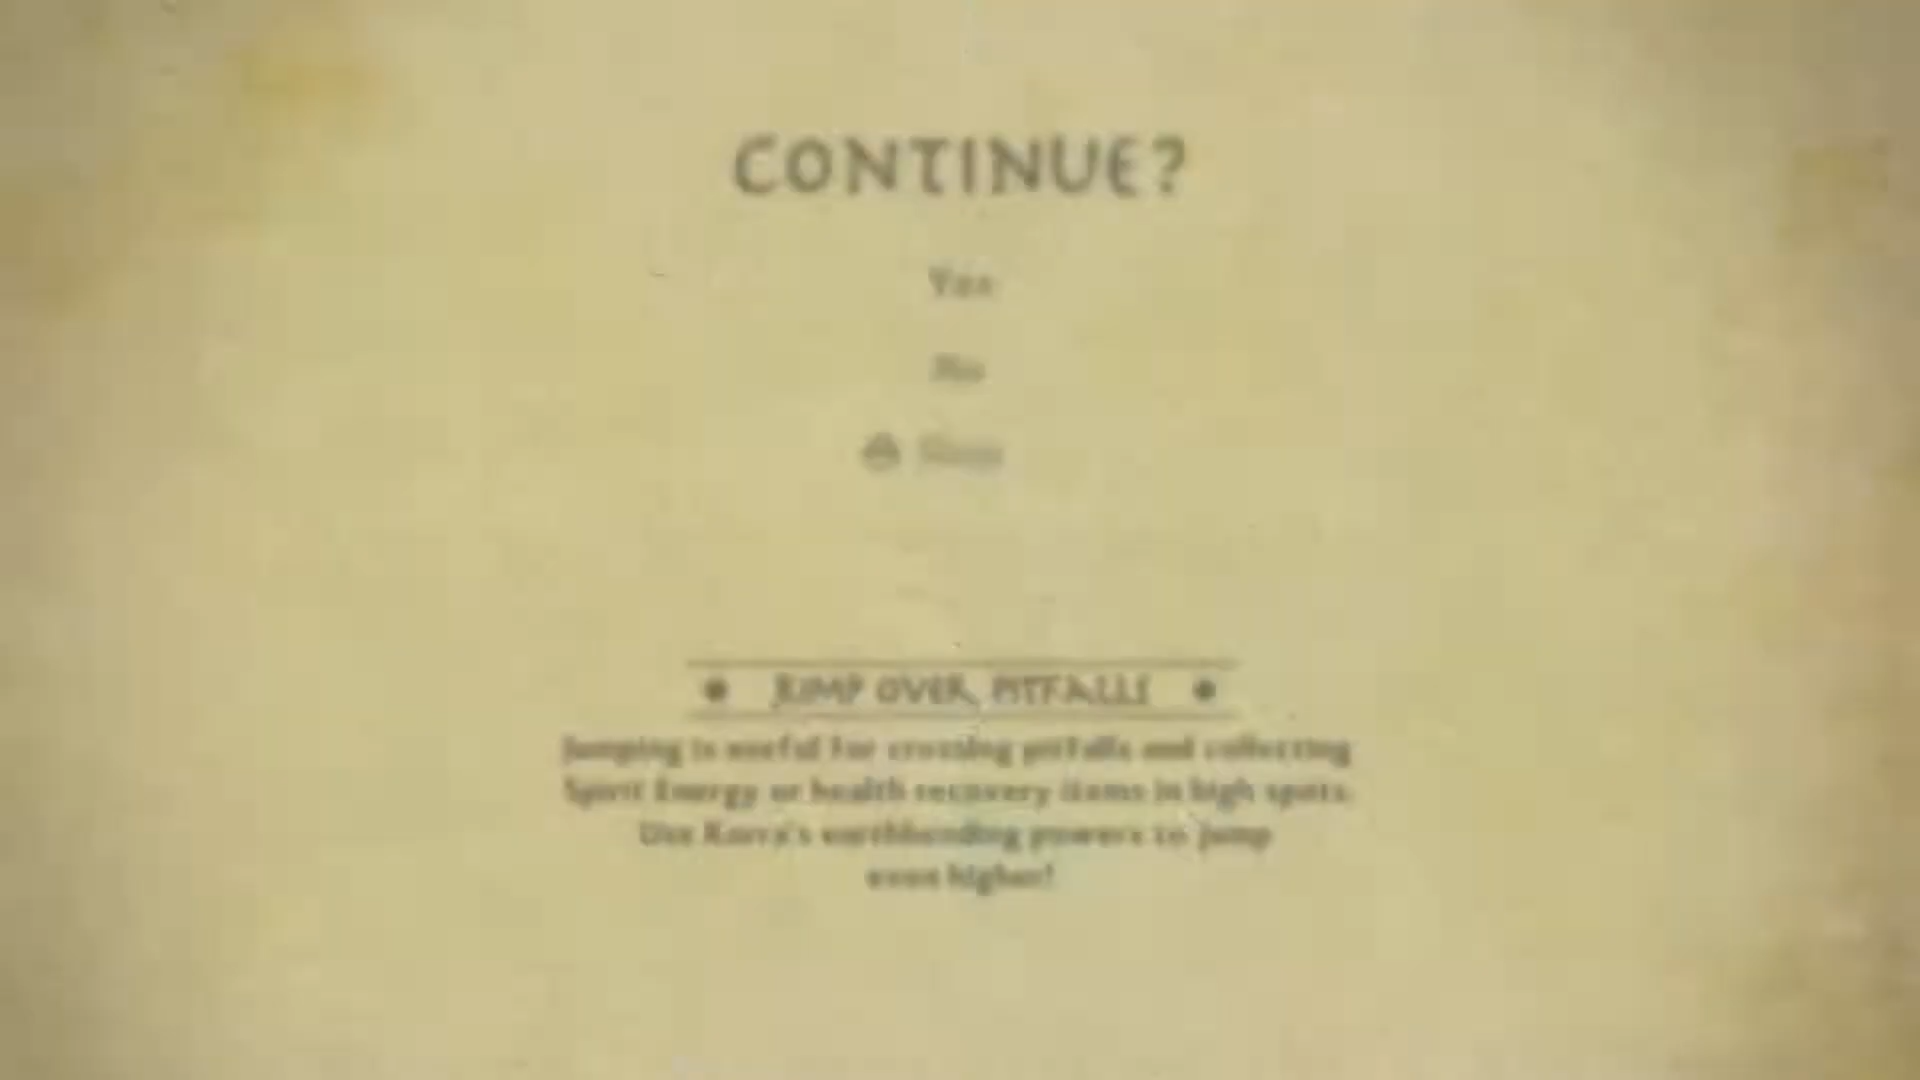 CONTINUE?
Yes
No
Shop
JUMP OVER PITFALLS
Jumping is useful for crossing pitfalls and collecting
Spirit Energy or health recovery items in high spots.
Use Korra's earthbending powers to jump
even higher!